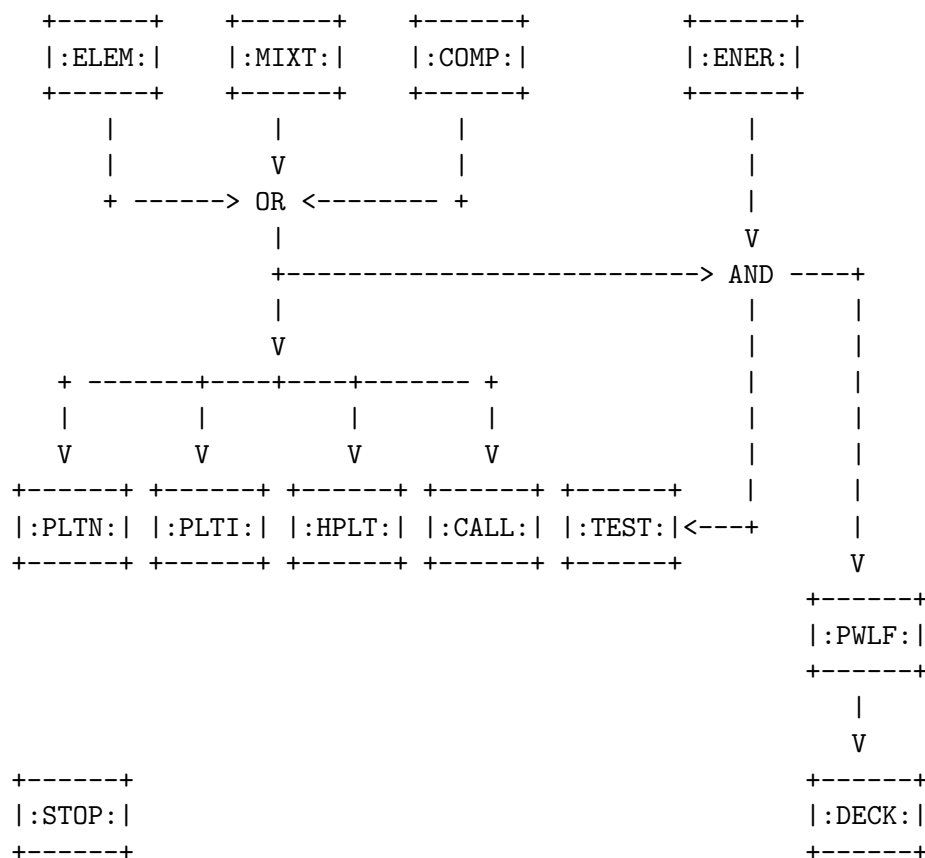 +------+    +------+    +------+          +------+
|:ELEM:|    |:MIXT:|    |:COMP:|          |:ENER:|
+------+    +------+    +------+          +------+
    |          |           |                  |
    |          V           |                  |
    + ------> OR <-------- +                  |
               |                              V
               +---------------------------> AND ----+
               |                              |      |
               V                              |      |
 + -------+----+----+------- +                |      |
 |        |         |        |                |      |
 V        V         V        V                |      |
+------+ +------+ +------+ +------+ +------+    |      |
|:PLTN:| |:PLTI:| |:HPLT:| |:CALL:| |:TEST:|<---+      |
+------+ +------+ +------+ +------+ +------+           V
                                                    +------+
                                                    |:PWLF:|
                                                    +------+
                                                       |
                                                       V
+------+                                            +------+
|:STOP:|                                            |:DECK:|
+------+                                            +------+